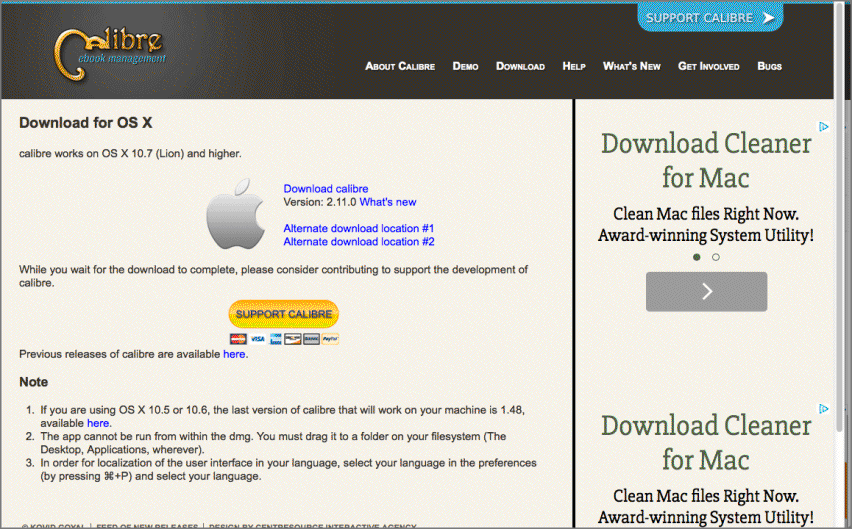 SUPPORT CALIBRE
Calibre
ebook management
About Calibre Demo Download Help What's New Get Involved Bugs
Download for OS X
calibre works on OS X 10.7 (Lion) and higher.
Download calibre
Version: 2.11.0 What's new
Alternate download location #1
Alternate download location #2
While you wait for the download to complete, please consider contributing to support the development of
calibre.
SUPPORT CALIBRE
VISA PayPal
Previous releases of calibre are available here.
Note
1. If you are using OS X 10.5 or 10.6, the last version of calibre that will work on your machine is 1.48,
available here.
2. The app cannot be run from within the dmg. You must drag it to a folder on your filesystem (The
Desktop, Applications, wherever).
3. In order for localization of the user interface in your language, select your language in the preferences
(by pressing ⌘+P) and select your language.
© KOVID GOYAL | FEED OF NEW RELEASES | DESIGN BY CENTRESOURCE INTERACTIVE AGENCY
Download Cleaner
for Mac
Clean Mac files Right Now.
Award-winning System Utility!
Download Cleaner
for Mac
Clean Mac files Right Now.
Award-winning System Utility!